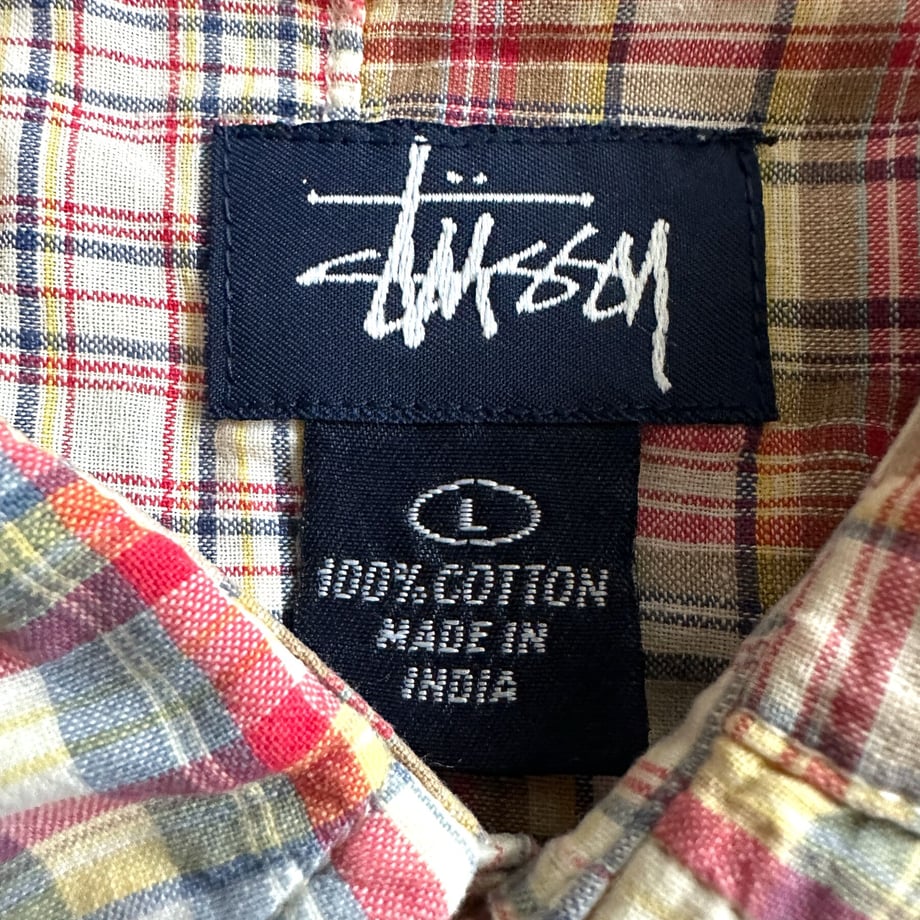 Stüssy
L
100% COTTON
MADE IN
INDIA